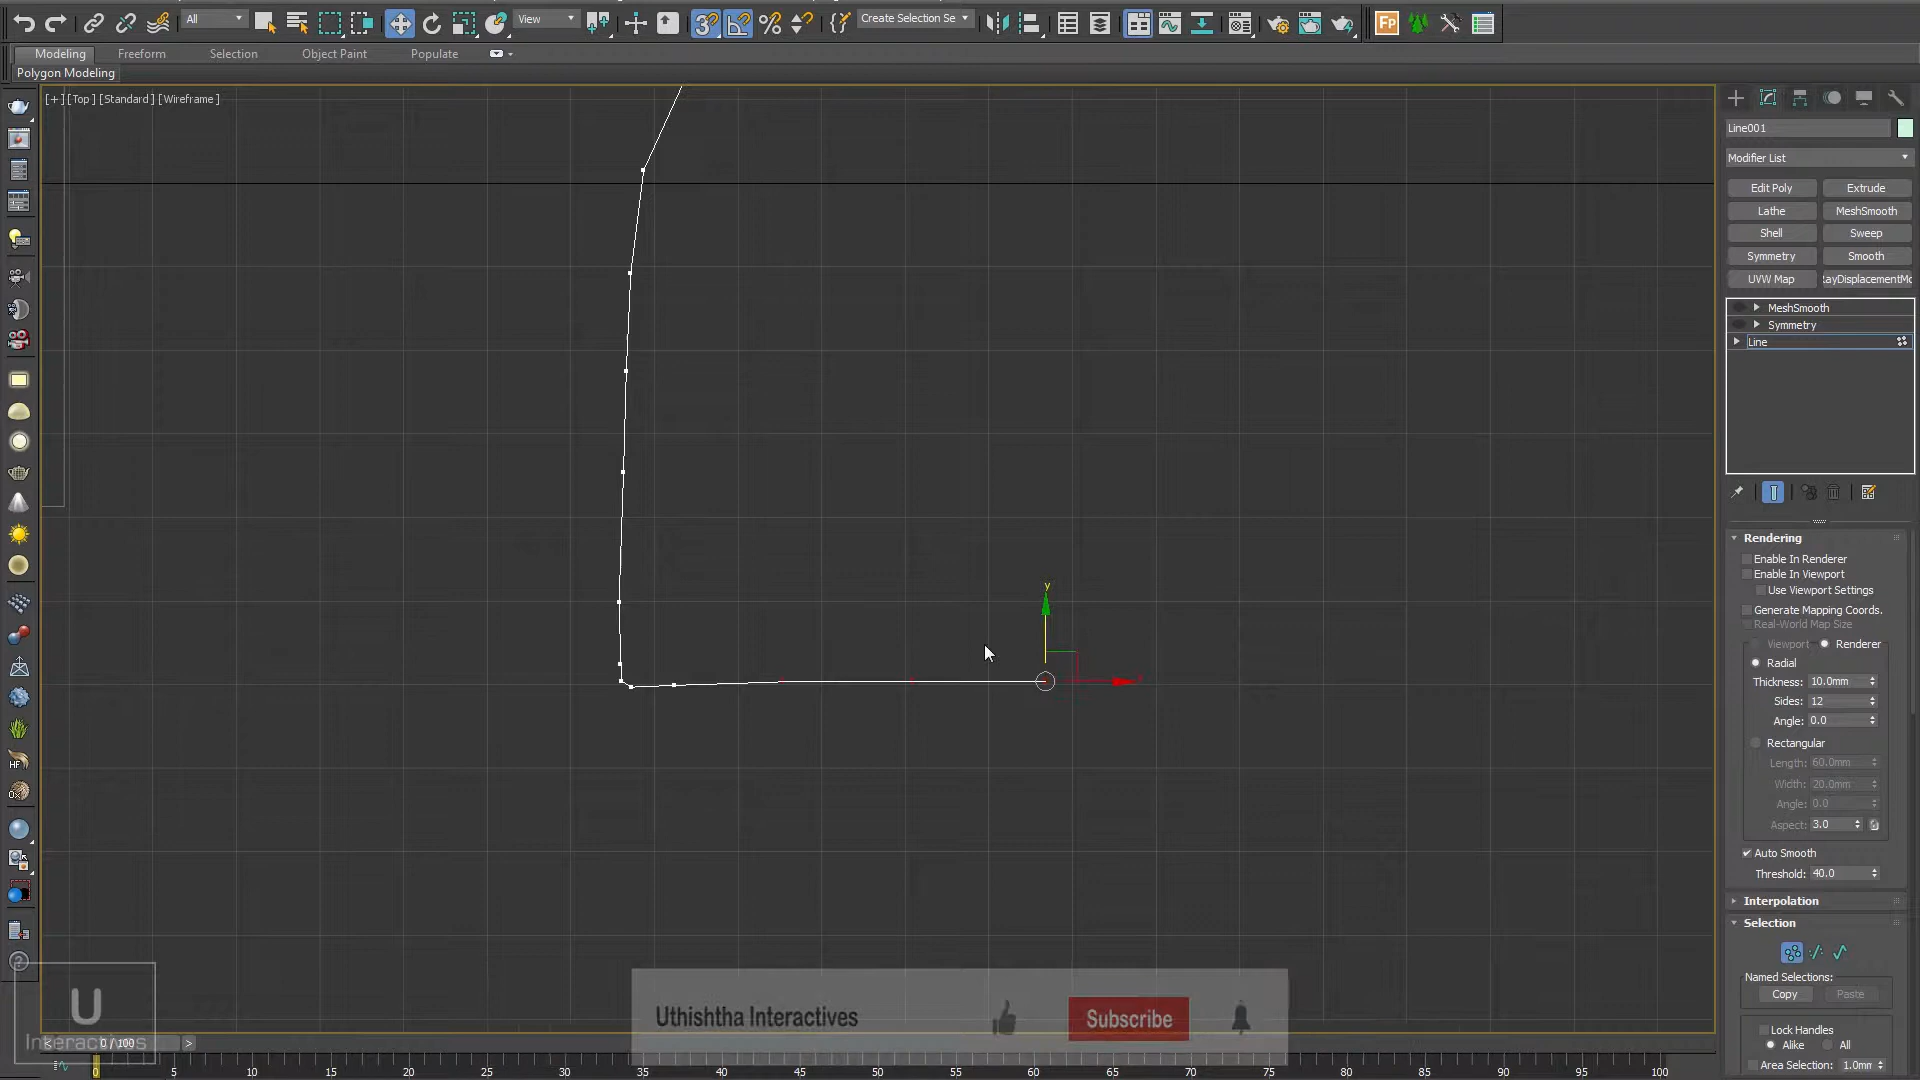 All
View
Create Selection Se
Fp
Modeling
Freeform
Selection
Object Paint
Populate
Polygon Modeling
[+] [Top] [Standard] [Wireframe]
Line001
Modifier List
Edit Poly
Extrude
Lathe
MeshSmooth
Shell
Sweep
Symmetry
Smooth
UVW Map
RayDisplacementMo
MeshSmooth
Symmetry
Line
Rendering
Enable In Renderer
Enable In Viewport
Use Viewport Settings
Generate Mapping Coords.
Real-World Map Size
Viewport
Renderer
Radial
Thickness: 10.0mm
Sides: 12
Angle: 0.0
Rectangular
Length: 60.0mm
Width: 20.0mm
Angle: 0.0
Aspect: 3.0
Auto Smooth
Threshold: 40.0
Interpolation
Selection
Named Selections:
Copy
Paste
Lock Handles
Alike
All
Area Selection: 1.0mm
y
HF
U
Interactives
< 0 / 100 >
Uthishtha Interactives
Subscribe
0 5 10 15 20 25 30 35 40 45 50 55 60 65 70 75 80 85 90 95 100